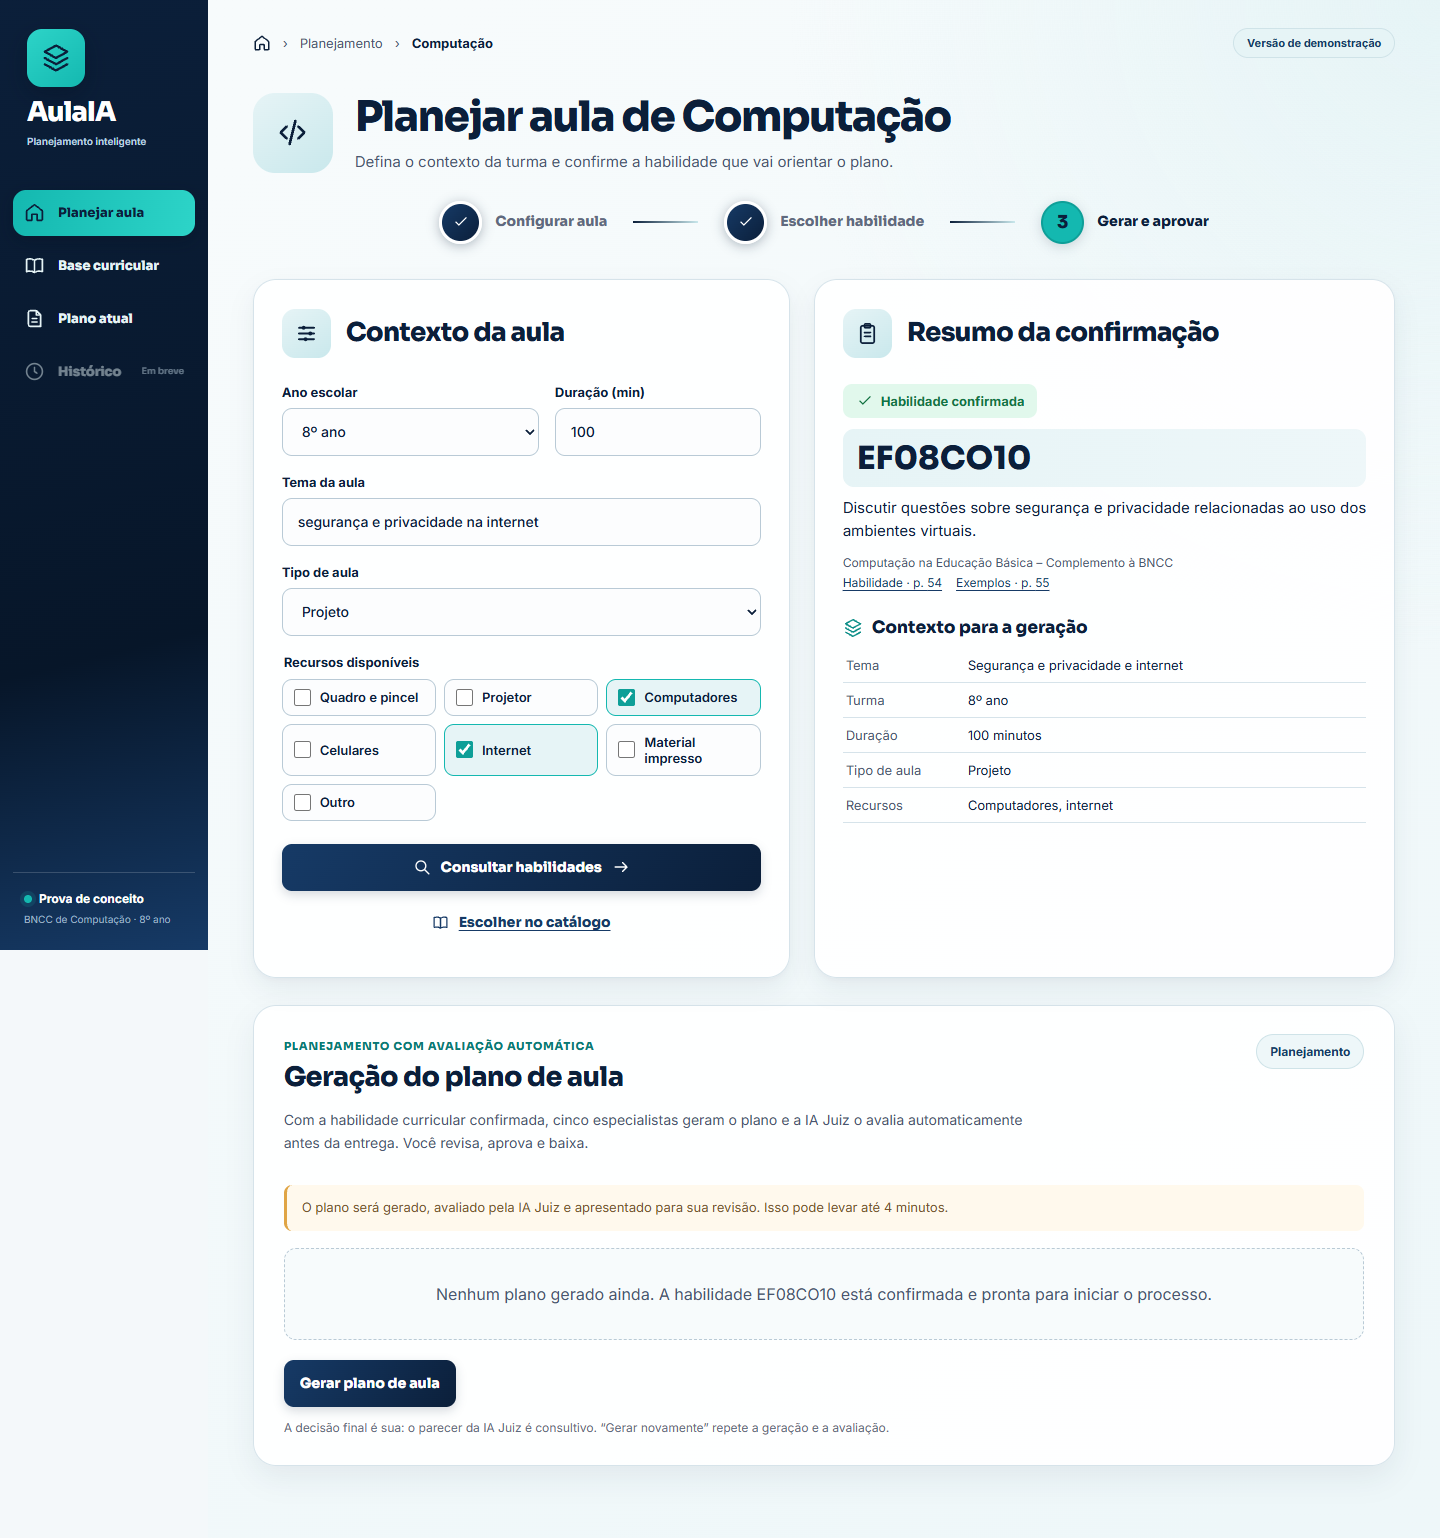 AulaIA
Planejamento inteligente
Planejar aula
Base curricular
Plano atual
Histórico Em breve
Prova de conceito
BNCC de Computação · 8º ano
› Planejamento › Computação
Versão de demonstração
Planejar aula de Computação
Defina o contexto da turma e confirme a habilidade que vai orientar o plano.
Configurar aula
Escolher habilidade
3 Gerar e aprovar
Contexto da aula
Ano escolar Duração (min)
8º ano 100
Tema da aula
segurança e privacidade na internet
Tipo de aula
Projeto
Recursos disponíveis
Quadro e pincel Projetor Computadores
Celulares Internet Material impresso
Outro
Consultar habilidades →
Escolher no catálogo
Resumo da confirmação
Habilidade confirmada
EF08CO10
Discutir questões sobre segurança e privacidade relacionadas ao uso dos
ambientes virtuais.
Computação na Educação Básica – Complemento à BNCC
Habilidade · p. 54 Exemplos · p. 55
Contexto para a geração
Tema Segurança e privacidade e internet
Turma 8º ano
Duração 100 minutos
Tipo de aula Projeto
Recursos Computadores, internet
PLANEJAMENTO COM AVALIAÇÃO AUTOMÁTICA
Planejamento
Geração do plano de aula
Com a habilidade curricular confirmada, cinco especialistas geram o plano e a IA Juiz o avalia automaticamente
antes da entrega. Você revisa, aprova e baixa.
O plano será gerado, avaliado pela IA Juiz e apresentado para sua revisão. Isso pode levar até 4 minutos.
Nenhum plano gerado ainda. A habilidade EF08CO10 está confirmada e pronta para iniciar o processo.
Gerar plano de aula
A decisão final é sua: o parecer da IA Juiz é consultivo. “Gerar novamente” repete a geração e a avaliação.